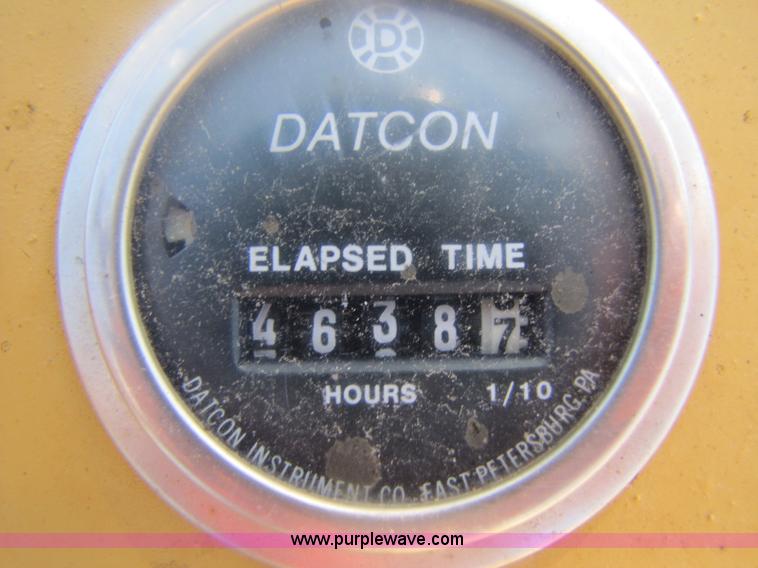 D
DATCON
ELAPSED TIME
4 6 3 8 7
HOURS 1/10
DATCON INSTRUMENT CO. EAST PETERSBURG, PA
www.purplewave.com